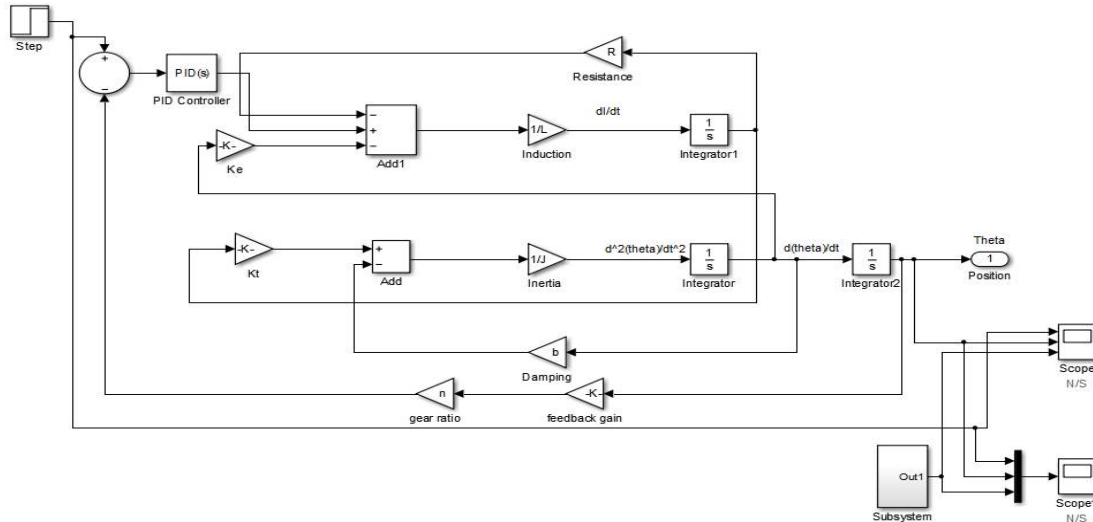 Step
+
−
PID(s)
PID Controller
R
Resistance
−
+
−
Add1
1/L
Induction
dI/dt
1
s
Integrator1
-K-
Ke
-K-
Kt
+
−
Add
1/J
Inertia
d^2(theta)/dt^2
1
s
Integrator
d(theta)/dt
1
s
Integrator2
Theta
1
Position
b
Damping
n
gear ratio
-K-
feedback gain
Scope
N/S
Out1
Subsystem
N/S